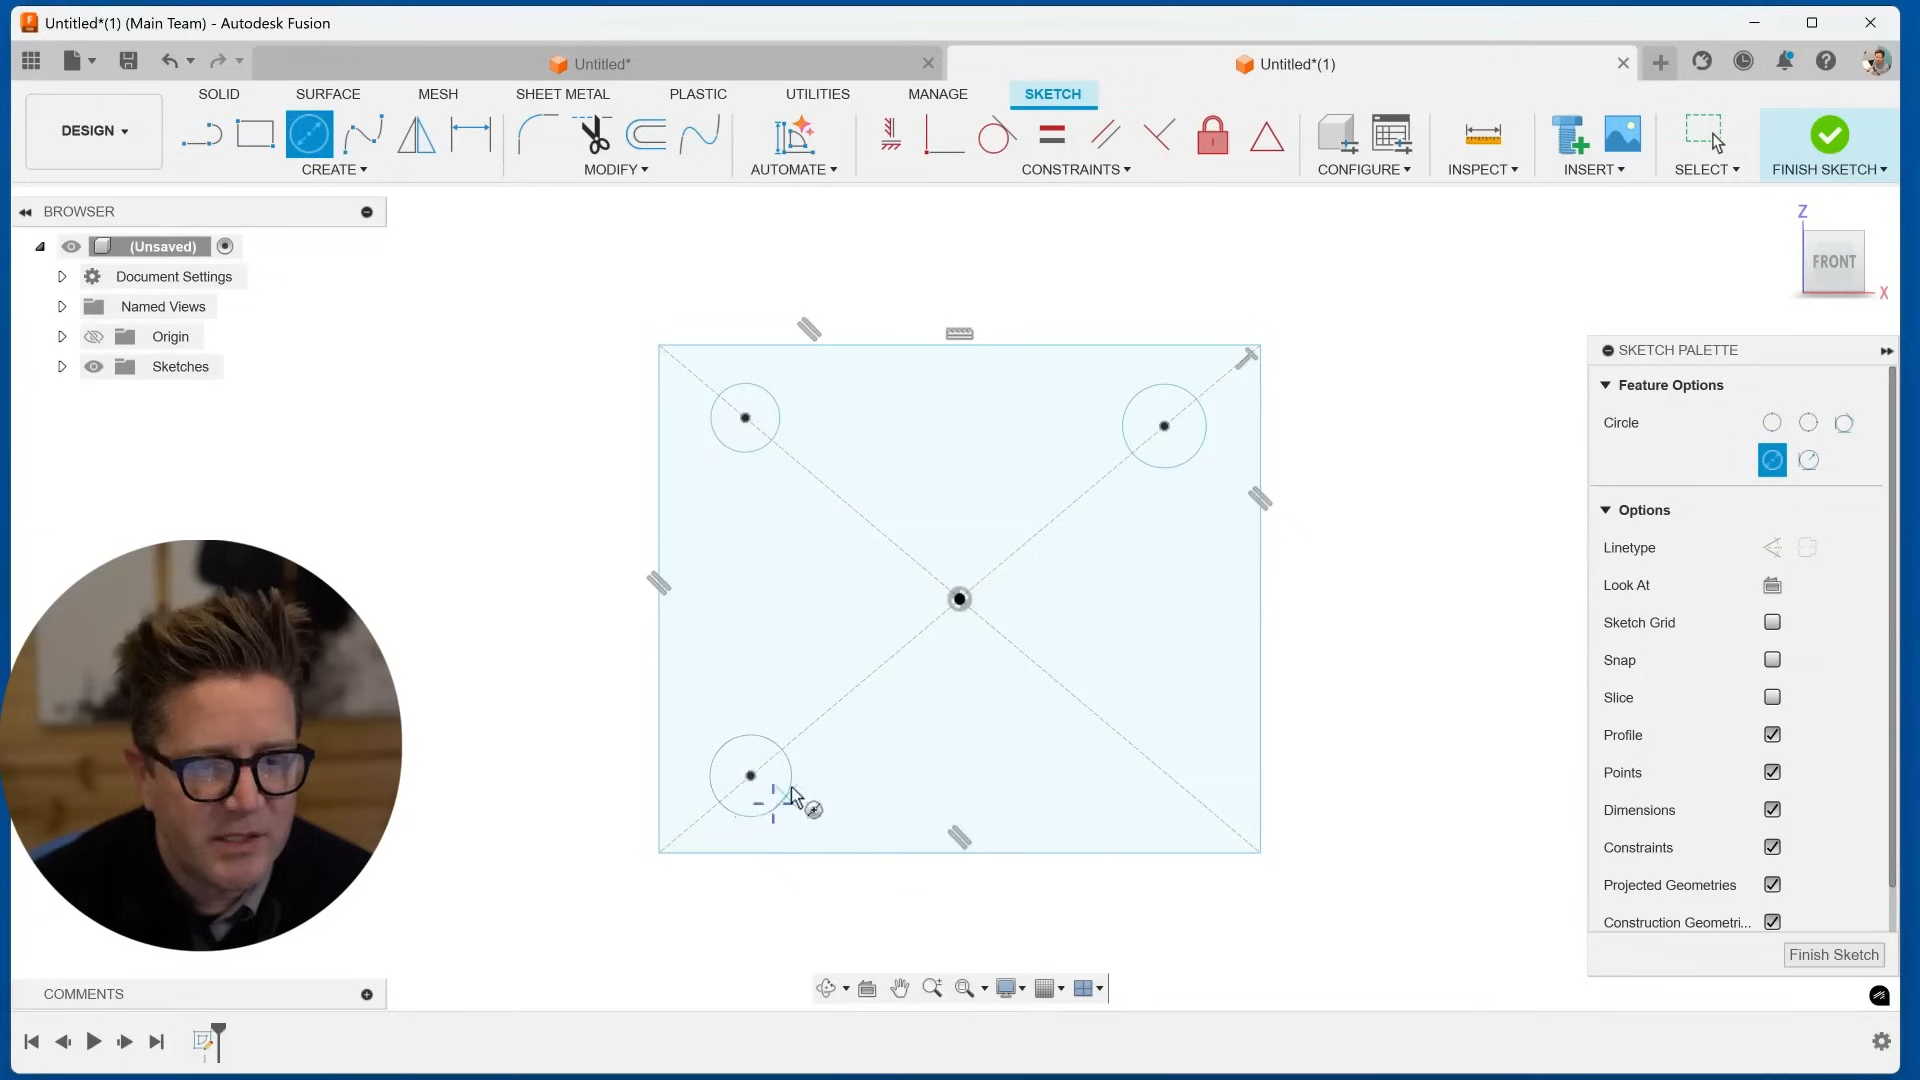 Untitled*(1) (Main Team) - Autodesk Fusion
Untitled*
Untitled*(1)
SOLID
SURFACE
MESH
SHEET METAL
PLASTIC
UTILITIES
MANAGE
SKETCH
DESIGN
CREATE
MODIFY
AUTOMATE
CONSTRAINTS
CONFIGURE
INSPECT
INSERT
SELECT
FINISH SKETCH
BROWSER
(Unsaved)
Document Settings
Named Views
Origin
Sketches
Z
FRONT
X
SKETCH PALETTE
Feature Options
Circle
Options
Linetype
Look At
Sketch Grid
Snap
Slice
Profile
Points
Dimensions
Constraints
Projected Geometries
Construction Geometri...
Finish Sketch
COMMENTS